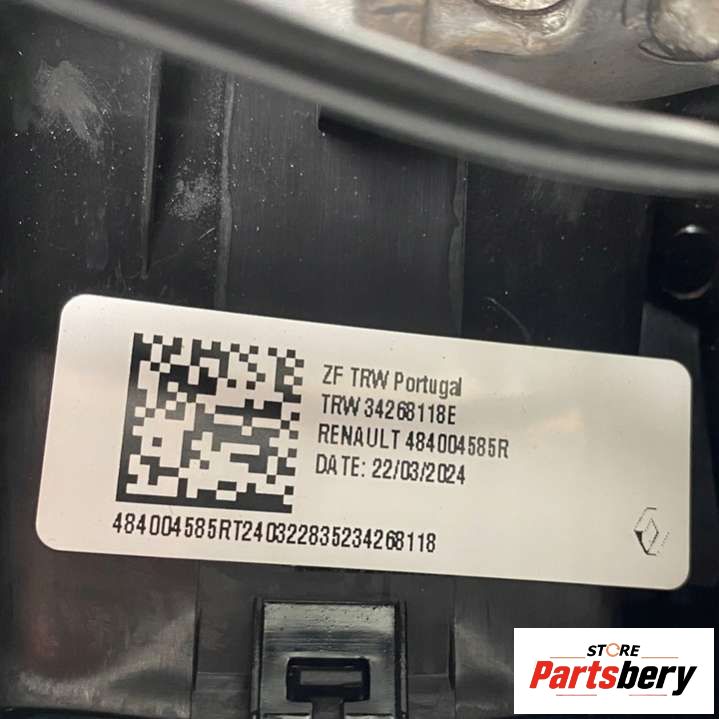 ZF TRW Portugal
TRW 34268118E
RENAULT 484004585R
DATE: 22/03/2024
484004585RT240322835234268118
STORE
Partsbery